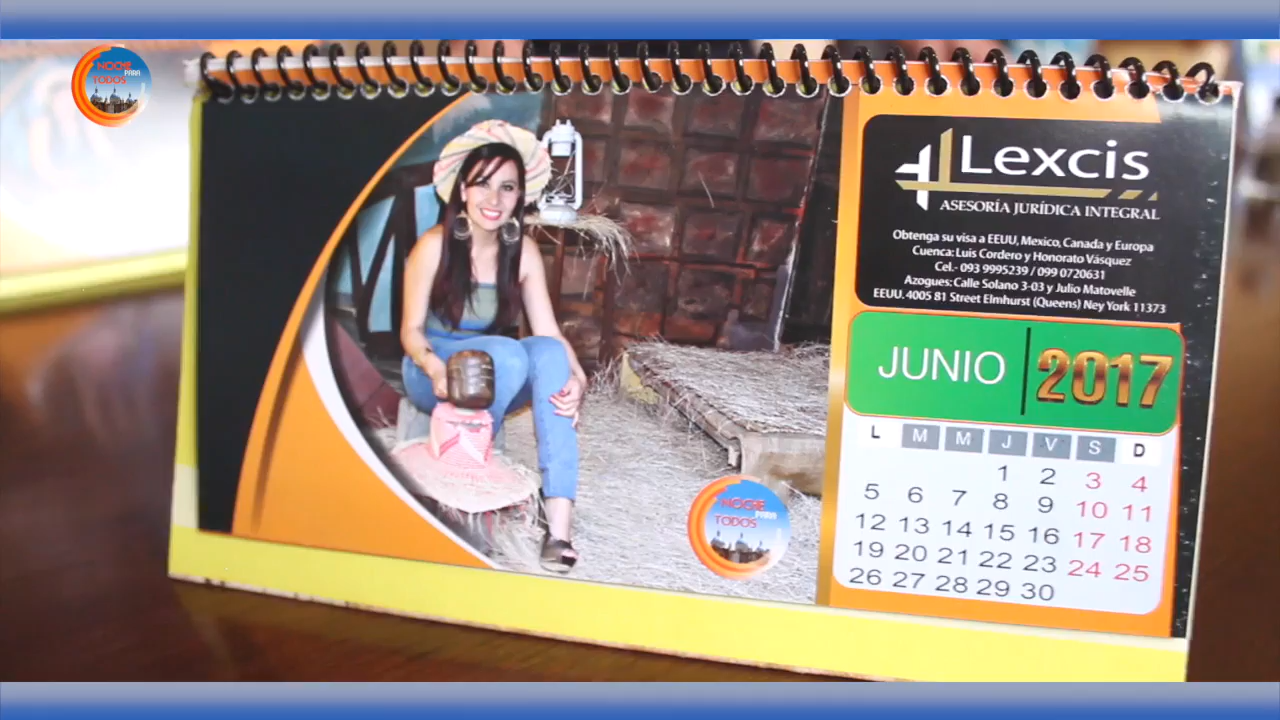 NOCHE
PARA
TODOS
Lexcis
ASESORÍA JURÍDICA INTEGRAL
Obtenga su visa a EEUU, Mexico, Canada y Europa
Cuenca: Luis Cordero y Honorato Vásquez
Cel.- 093 9995239 / 099 0720631
Azogues: Calle Solano 3-03 y Julio Matovelle
EEUU. 4005 81 Street Elmhurst (Queens) Ney York 11373
JUNIO 2017
L M M J V S D
1 2 3 4
5 6 7 8 9 10 11
12 13 14 15 16 17 18
19 20 21 22 23 24 25
26 27 28 29 30
NOCHE
PARA
TODOS